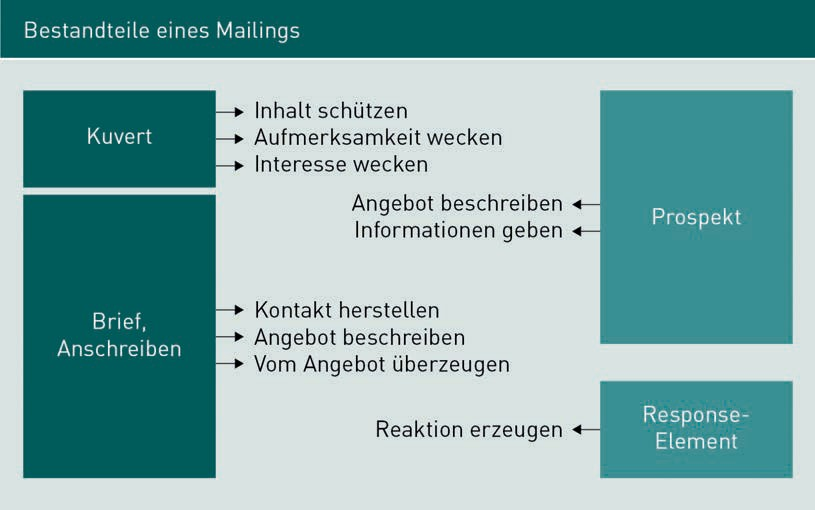 Bestandteile eines Mailings
Kuvert
Inhalt schützen
Aufmerksamkeit wecken
Interesse wecken
Angebot beschreiben
Informationen geben
Prospekt
Brief,
Anschreiben
Kontakt herstellen
Angebot beschreiben
Vom Angebot überzeugen
Reaktion erzeugen
Response-
Element